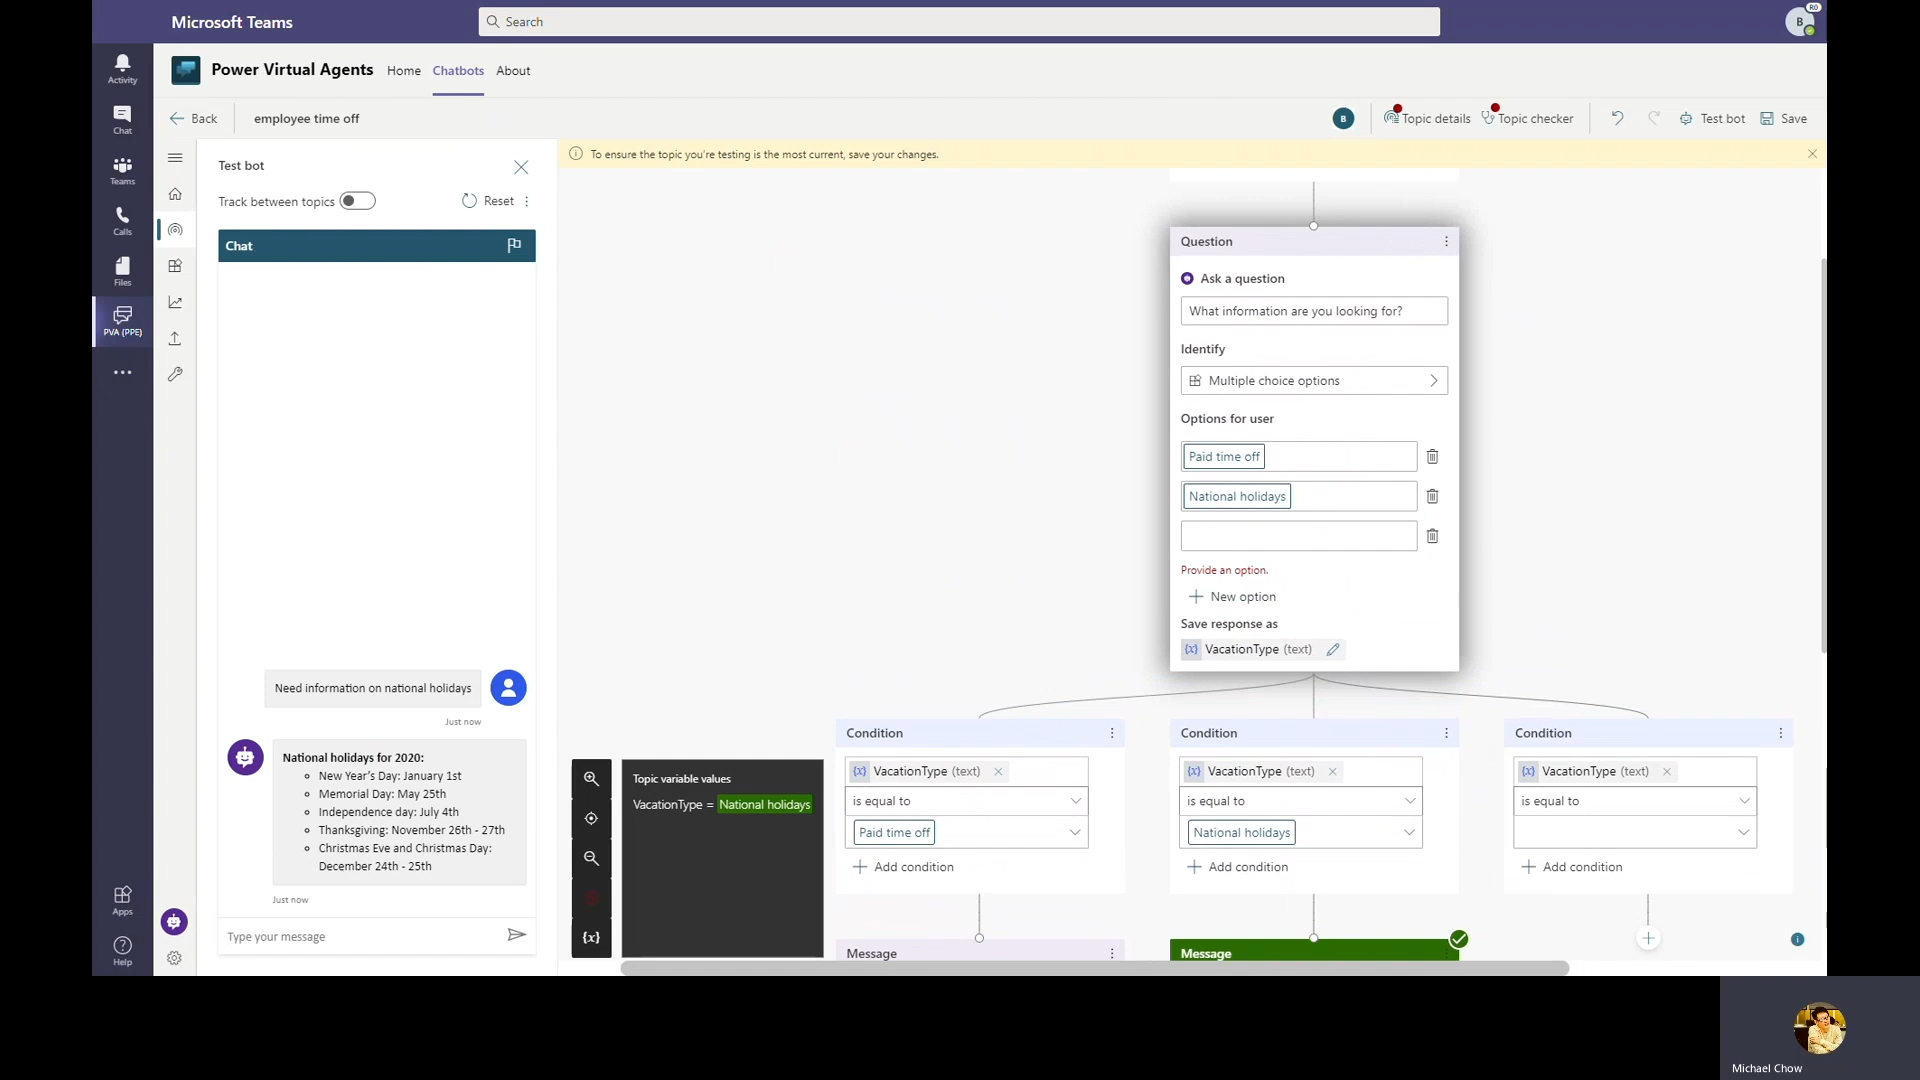 Microsoft Teams
Search
B
RO
Activity
Chat
Teams
Calls
Files
PVA (PPE)
Apps
Help
Power Virtual Agents
Home
Chatbots
About
Back
employee time off
B
Topic details
Topic checker
Test bot
Save
Test bot
Track between topics
Reset
Chat
Need information on national holidays
Just now
National holidays for 2020:
New Year's Day: January 1st
Memorial Day: May 25th
Independence day: July 4th
Thanksgiving: November 26th - 27th
Christmas Eve and Christmas Day:
December 24th - 25th
Just now
Type your message
To ensure the topic you're testing is the most current, save your changes.
Question
Ask a question
What information are you looking for?
Identify
Multiple choice options
Options for user
Paid time off
National holidays
Provide an option.
New option
Save response as
{x} VacationType (text)
Topic variable values
VacationType = National holidays
{x}
Condition
{x} VacationType (text)
is equal to
Paid time off
Add condition
Message
Condition
{x} VacationType (text)
is equal to
National holidays
Add condition
Message
Condition
{x} VacationType (text)
is equal to
Add condition
Michael Chow